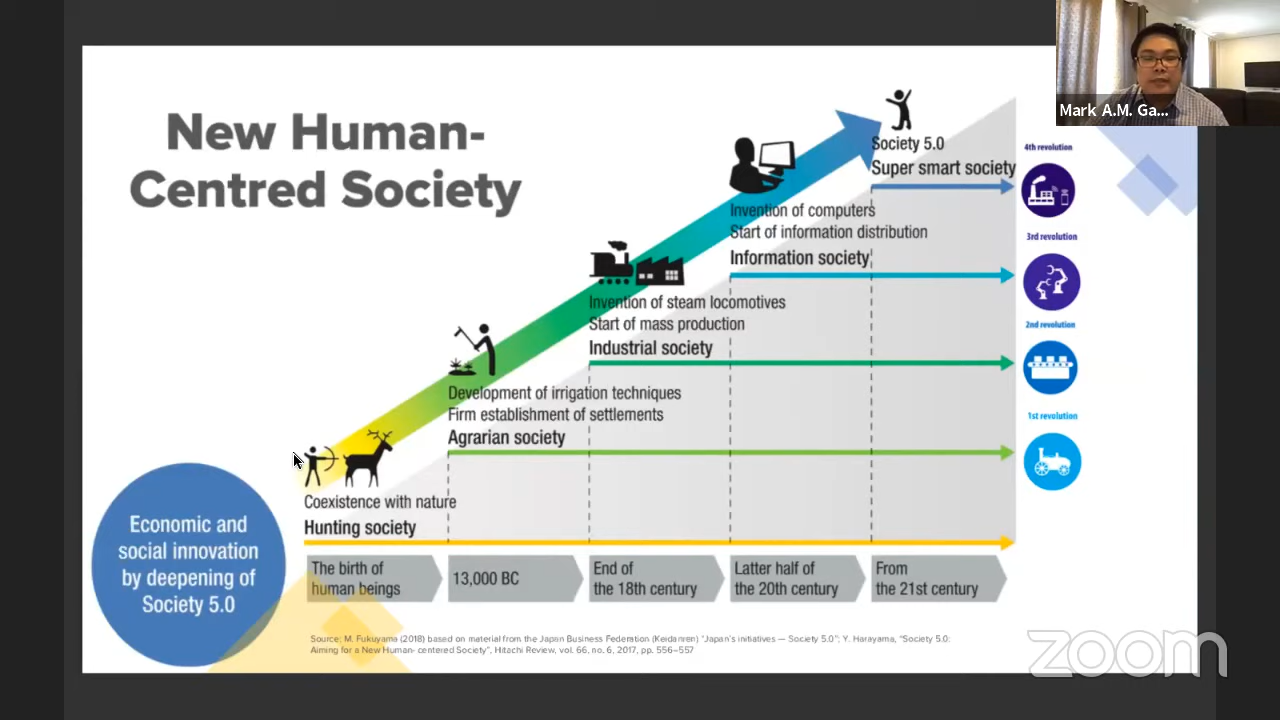 New Human-
Centred Society
Mark A.M. Ga...
Society 5.0
Super smart society
4th revolution
Invention of computers
Start of information distribution
Information society
3rd revolution
Invention of steam locomotives
Start of mass production
Industrial society
2nd revolution
Development of irrigation techniques
Firm establishment of settlements
Agrarian society
1st revolution
Coexistence with nature
Hunting society
Economic and
social innovation
by deepening of
Society 5.0
The birth of
human beings
13,000 BC
End of
the 18th century
Latter half of
the 20th century
From
the 21st century
Source: M. Fukuyama (2018) based on material from the Japan Business Federation (Keidanren) "Japan's initiatives — Society 5.0"; Y. Harayama, "Society 5.0:
Aiming for a New Human- centered Society", Hitachi Review, vol. 66, no. 6, 2017, pp. 556–557
zoom